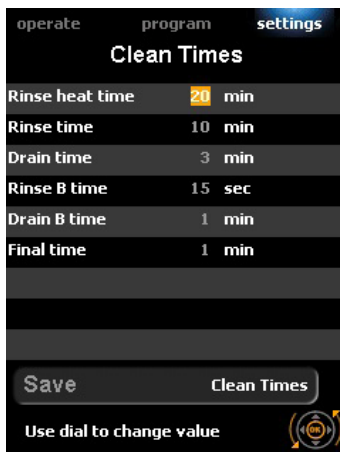 operate program settings
Clean Times
Rinse heat time 20 min
Rinse time 10 min
Drain time 3 min
Rinse B time 15 sec
Drain B time 1 min
Final time 1 min
Save Clean Times
Use dial to change value OK